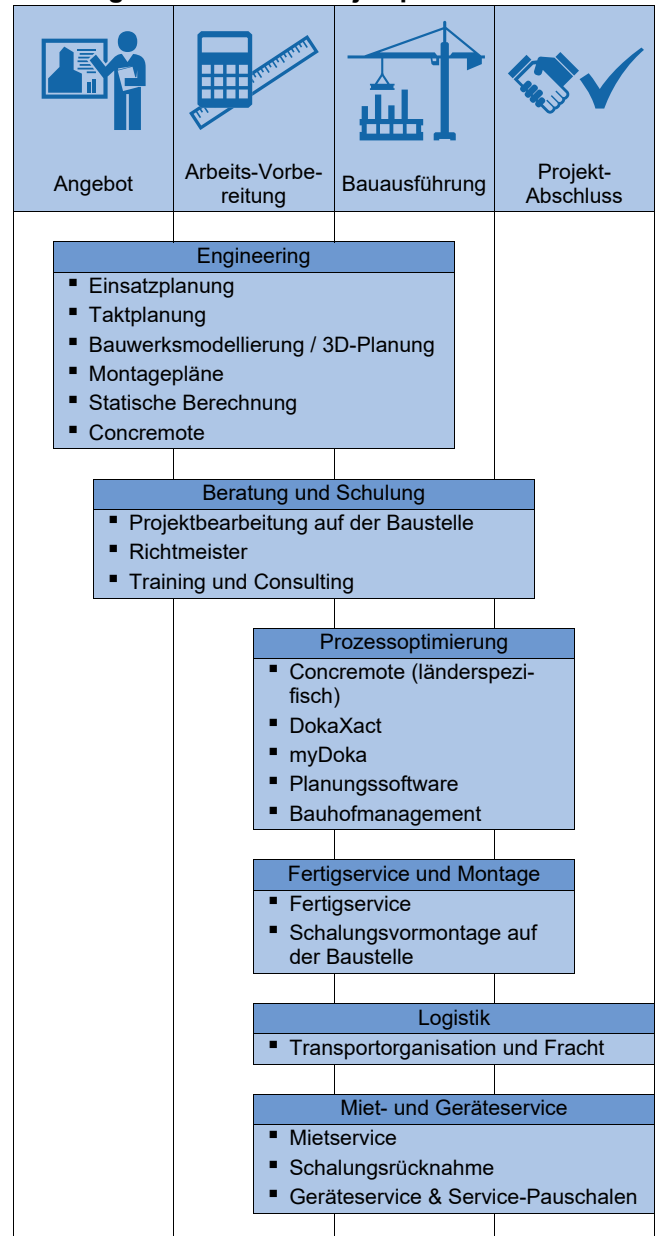 Angebot
Arbeits-Vorbe-
reitung
Bauausführung
Projekt-
Abschluss
Engineering
▪ Einsatzplanung
▪ Taktplanung
▪ Bauwerksmodellierung / 3D-Planung
▪ Montagepläne
▪ Statische Berechnung
▪ Concremote
Beratung und Schulung
▪ Projektbearbeitung auf der Baustelle
▪ Richtmeister
▪ Training und Consulting
Prozessoptimierung
▪ Concremote (länderspezi-
fisch)
▪ DokaXact
▪ myDoka
▪ Planungssoftware
▪ Bauhofmanagement
Fertigservice und Montage
▪ Fertigservice
▪ Schalungsvormontage auf
der Baustelle
Logistik
▪ Transportorganisation und Fracht
Miet- und Geräteservice
▪ Mietservice
▪ Schalungsrücknahme
▪ Geräteservice & Service-Pauschalen